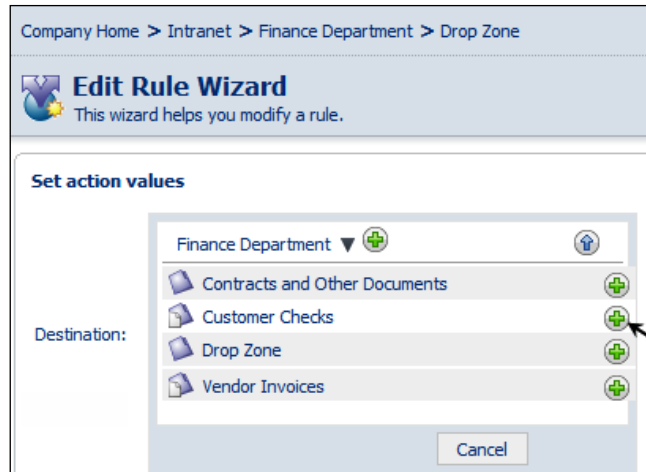 Company Home > Intranet > Finance Department > Drop Zone
Edit Rule Wizard
This wizard helps you modify a rule.
Set action values
Finance Department
Contracts and Other Documents
Customer Checks
Destination:
Drop Zone
Vendor Invoices
Cancel